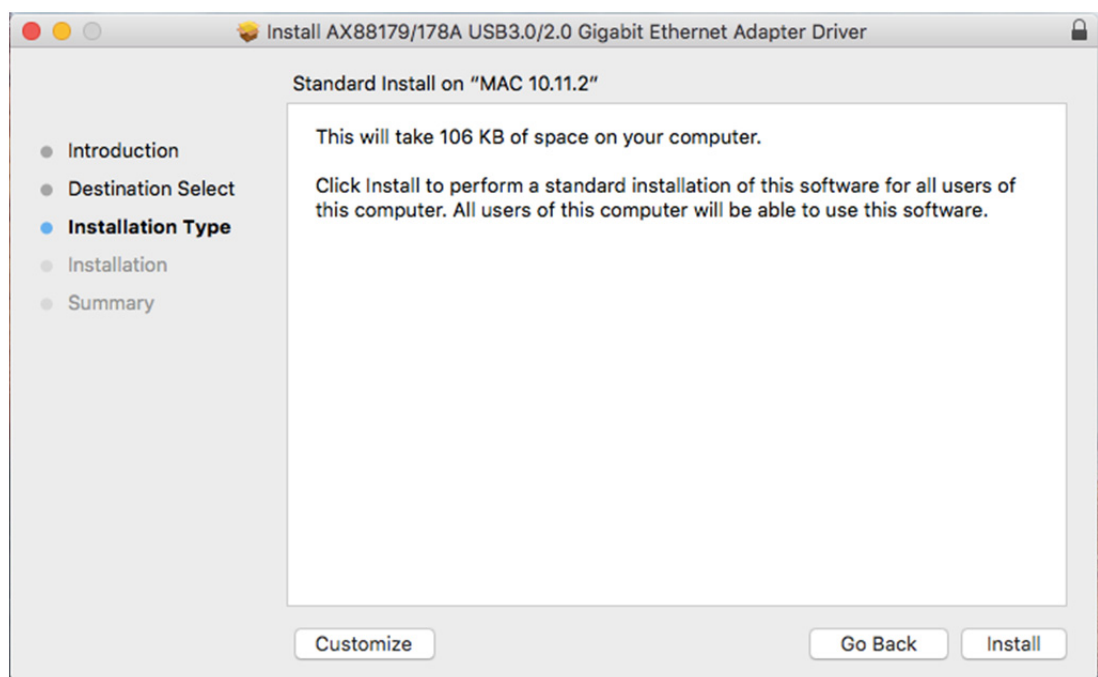 Install AX88179/178A USB3.0/2.0 Gigabit Ethernet Adapter Driver
Standard Install on “MAC 10.11.2”
Introduction
Destination Select
Installation Type
Installation
Summary
This will take 106 KB of space on your computer.
Click Install to perform a standard installation of this software for all users of
this computer. All users of this computer will be able to use this software.
Customize
Go Back
Install